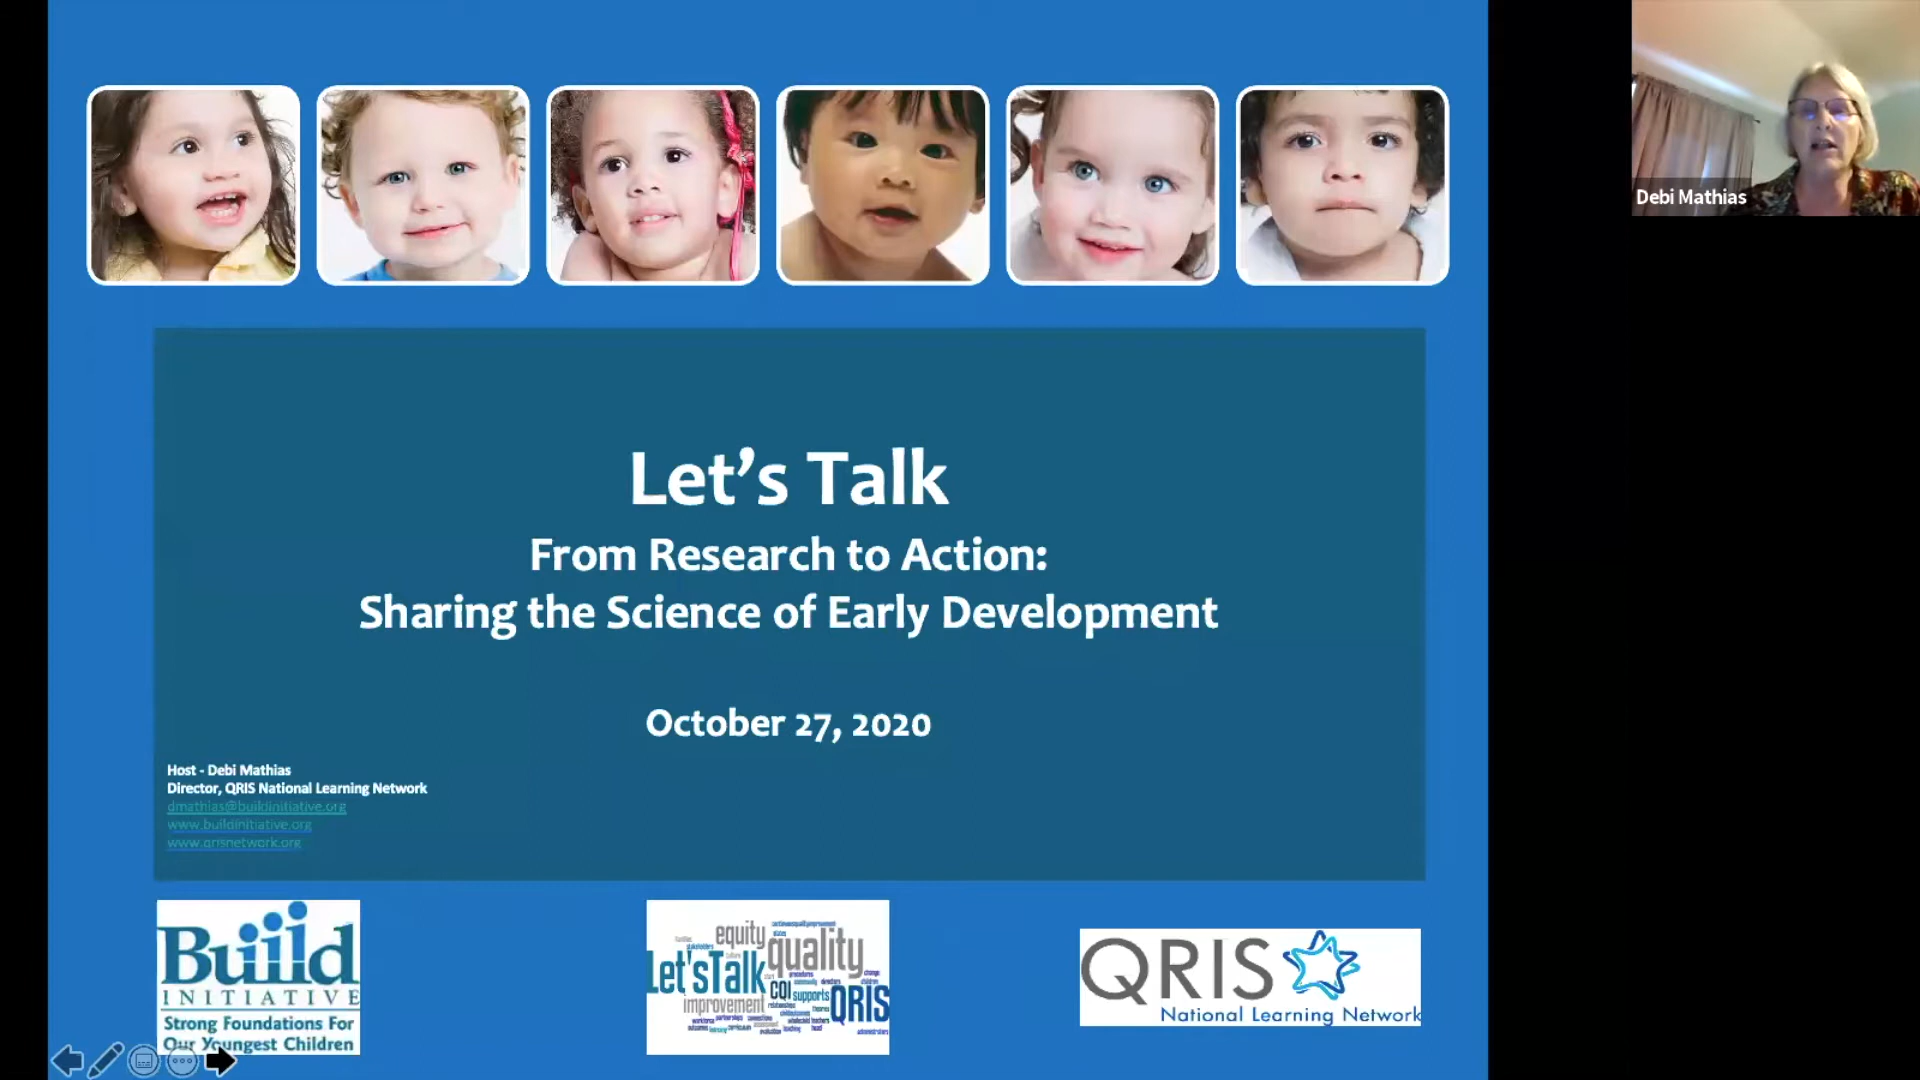 Debi Mathias
Let's Talk
From Research to Action:
Sharing the Science of Early Development
October 27, 2020
Host - Debi Mathias
Director, QRIS National Learning Network
dmathias@buildinitiative.org
www.buildinitiative.org
www.qrisnetwork.org
Buiild
INITIATIVE
Strong Foundations For
Our Youngest Children
equity
quality
Let'sTalk
CQI
supports
improvement
QRIS
QRIS
National Learning Network